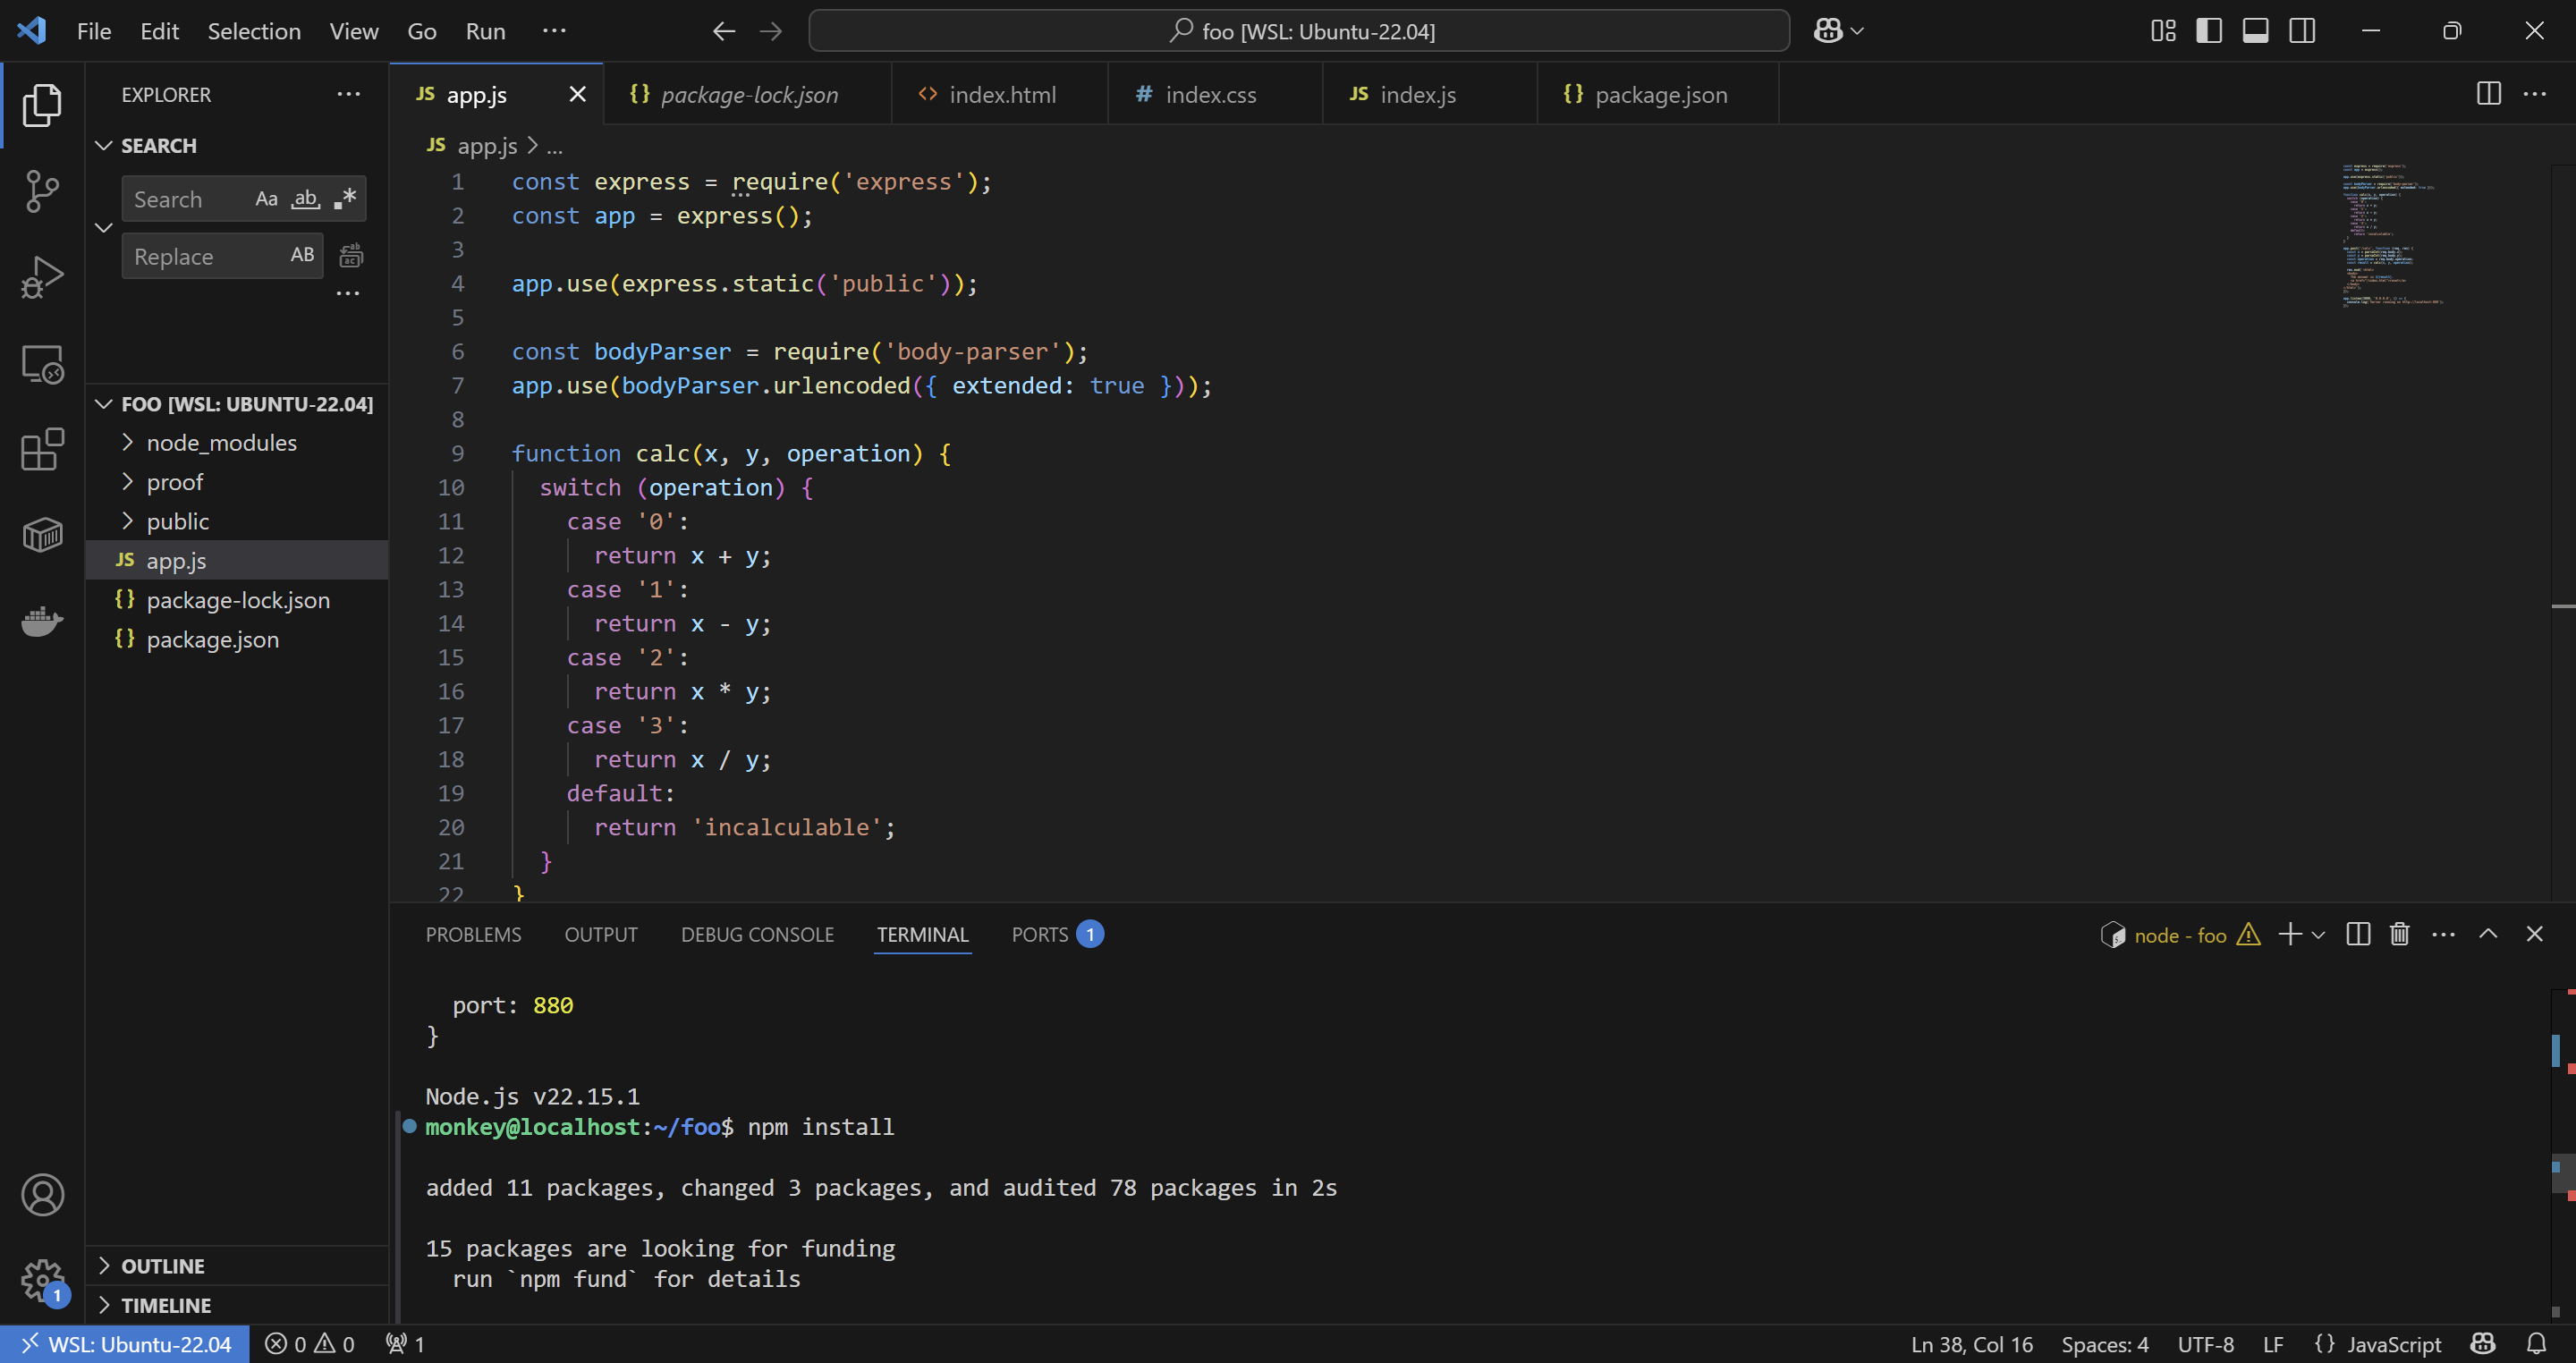 File Edit Selection View Go Run ···
foo [WSL: Ubuntu-22.04]
EXPLORER
SEARCH
Search Aa ab .*
Replace AB
FOO [WSL: UBUNTU-22.04]
node_modules
proof
public
JS app.js
{} package-lock.json
{} package.json
OUTLINE
TIMELINE
JS app.js
{} package-lock.json
<> index.html
# index.css
JS index.js
{} package.json
JS app.js > ...
1 const express = require('express');
2 const app = express();
3
4 app.use(express.static('public'));
5
6 const bodyParser = require('body-parser');
7 app.use(bodyParser.urlencoded({ extended: true }));
8
9 function calc(x, y, operation) {
10 switch (operation) {
11 case '0':
12 return x + y;
13 case '1':
14 return x - y;
15 case '2':
16 return x * y;
17 case '3':
18 return x / y;
19 default:
20 return 'incalculable';
21 }
22 }
PROBLEMS OUTPUT DEBUG CONSOLE TERMINAL PORTS 1
node - foo
port: 880
}
Node.js v22.15.1
monkey@localhost:~/foo$ npm install
added 11 packages, changed 3 packages, and audited 78 packages in 2s
15 packages are looking for funding
run `npm fund` for details
1
WSL: Ubuntu-22.04 0 0 1
Ln 38, Col 16 Spaces: 4 UTF-8 LF {} JavaScript